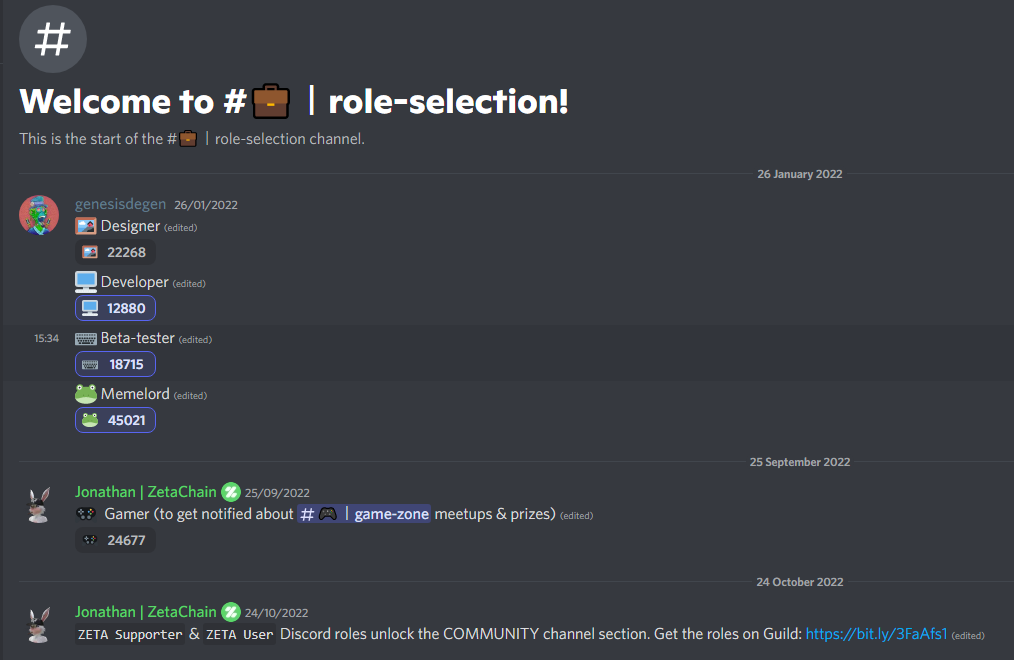 #
Welcome to #💼 | role-selection!
This is the start of the #💼 | role-selection channel.
26 January 2022
genesisdegen 26/01/2022
Designer (edited)
22268
Developer (edited)
12880
15:34 Beta-tester (edited)
18715
Memelord (edited)
45021
25 September 2022
Jonathan | ZetaChain 25/09/2022
Gamer (to get notified about #🎮 | game-zone meetups & prizes) (edited)
24677
24 October 2022
Jonathan | ZetaChain 24/10/2022
ZETA Supporter & ZETA User Discord roles unlock the COMMUNITY channel section. Get the roles on Guild: https://bit.ly/3FaAfs1 (edited)